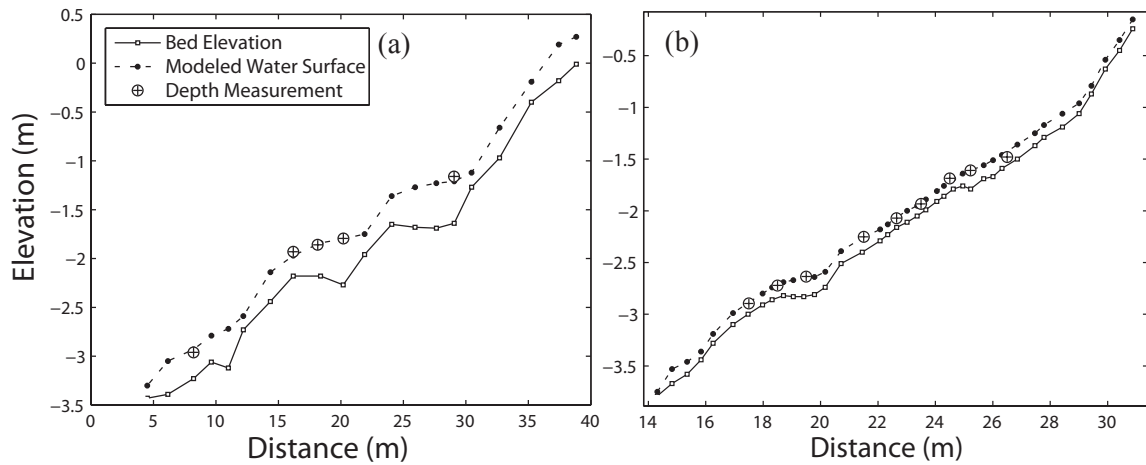 0.5
0
−0.5
−1
−1.5
−2
−2.5
−3
−3.5
Elevation (m)
Bed Elevation
Modeled Water Surface
Depth Measurement
(a)
0 5 10 15 20 25 30 35 40
Distance (m)
(b)
−0.5
−1
−1.5
−2
−2.5
−3
−3.5
14 16 18 20 22 24 26 28 30
Distance (m)